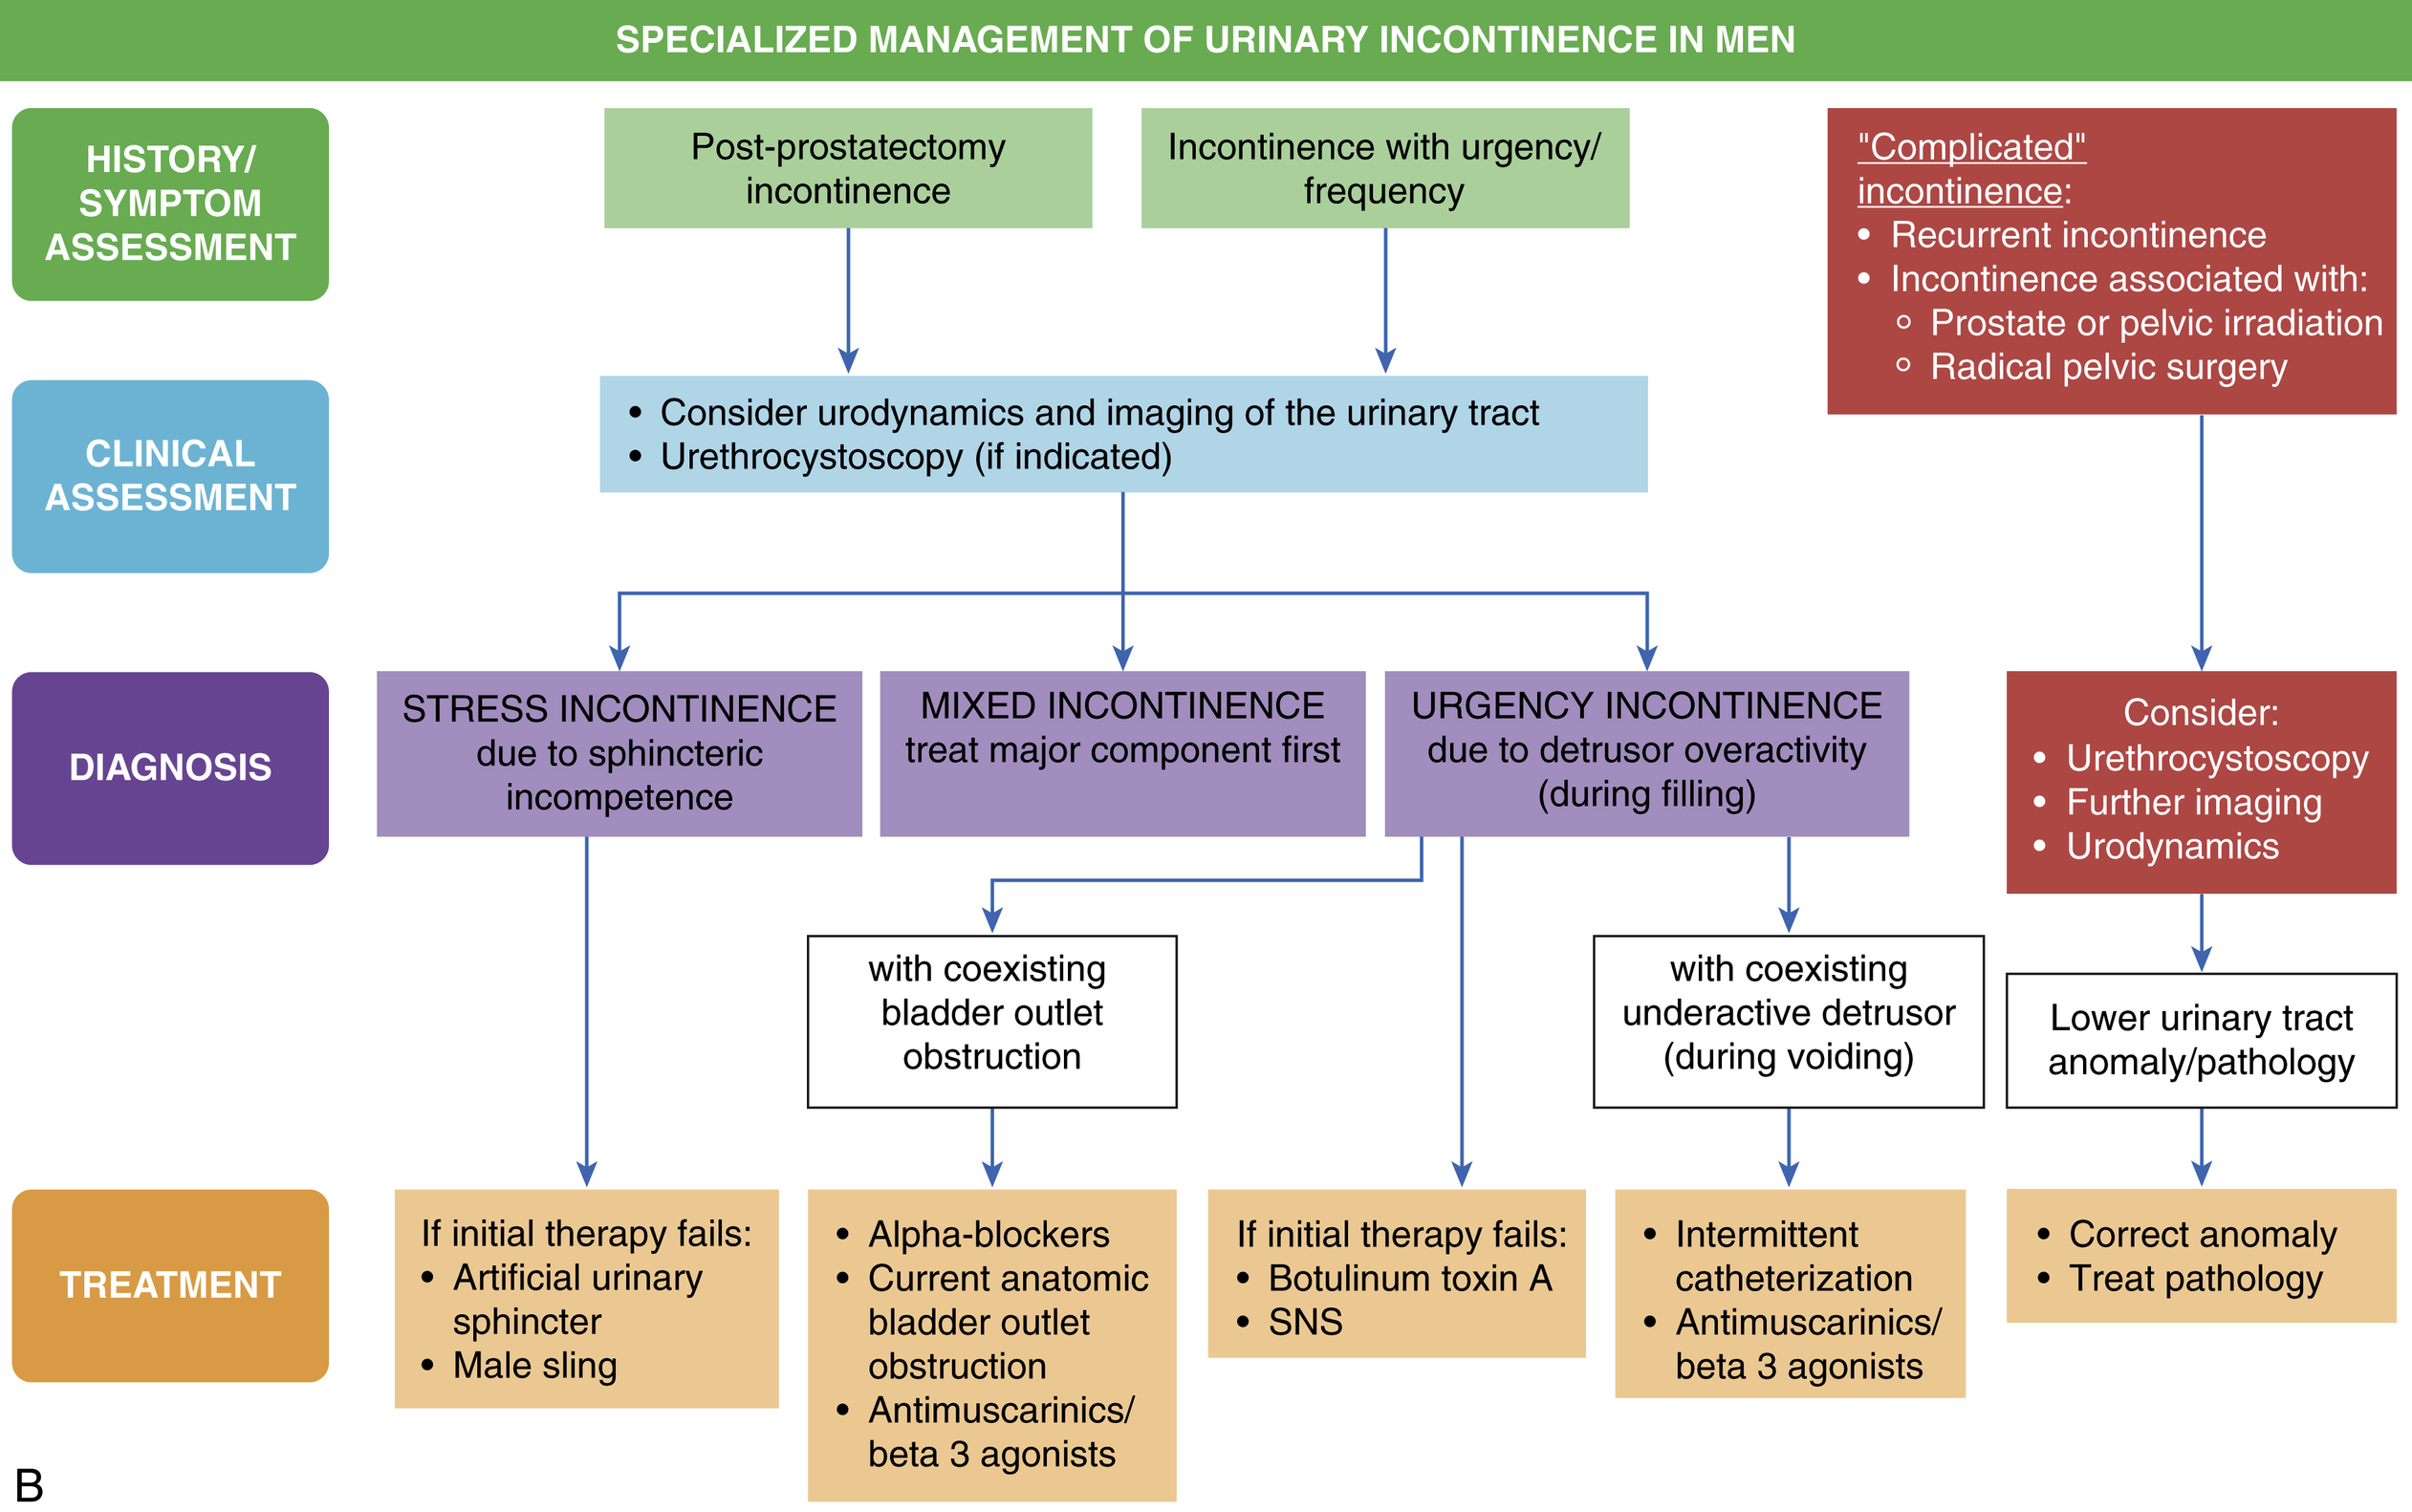 SPECIALIZED MANAGEMENT OF URINARY INCONTINENCE IN MEN
HISTORY/
SYMPTOM
ASSESSMENT
Post-prostatectomy
incontinence
Incontinence with urgency/
frequency
"Complicated"
incontinence:
• Recurrent incontinence
• Incontinence associated with:
○ Prostate or pelvic irradiation
○ Radical pelvic surgery
CLINICAL
ASSESSMENT
• Consider urodynamics and imaging of the urinary tract
• Urethrocystoscopy (if indicated)
DIAGNOSIS
STRESS INCONTINENCE
due to sphincteric
incompetence
MIXED INCONTINENCE
treat major component first
URGENCY INCONTINENCE
due to detrusor overactivity
(during filling)
Consider:
• Urethrocystoscopy
• Further imaging
• Urodynamics
with coexisting
bladder outlet
obstruction
with coexisting
underactive detrusor
(during voiding)
Lower urinary tract
anomaly/pathology
TREATMENT
If initial therapy fails:
• Artificial urinary
sphincter
• Male sling
• Alpha-blockers
• Current anatomic
bladder outlet
obstruction
• Antimuscarinics/
beta 3 agonists
If initial therapy fails:
• Botulinum toxin A
• SNS
• Intermittent
catheterization
• Antimuscarinics/
beta 3 agonists
• Correct anomaly
• Treat pathology
B